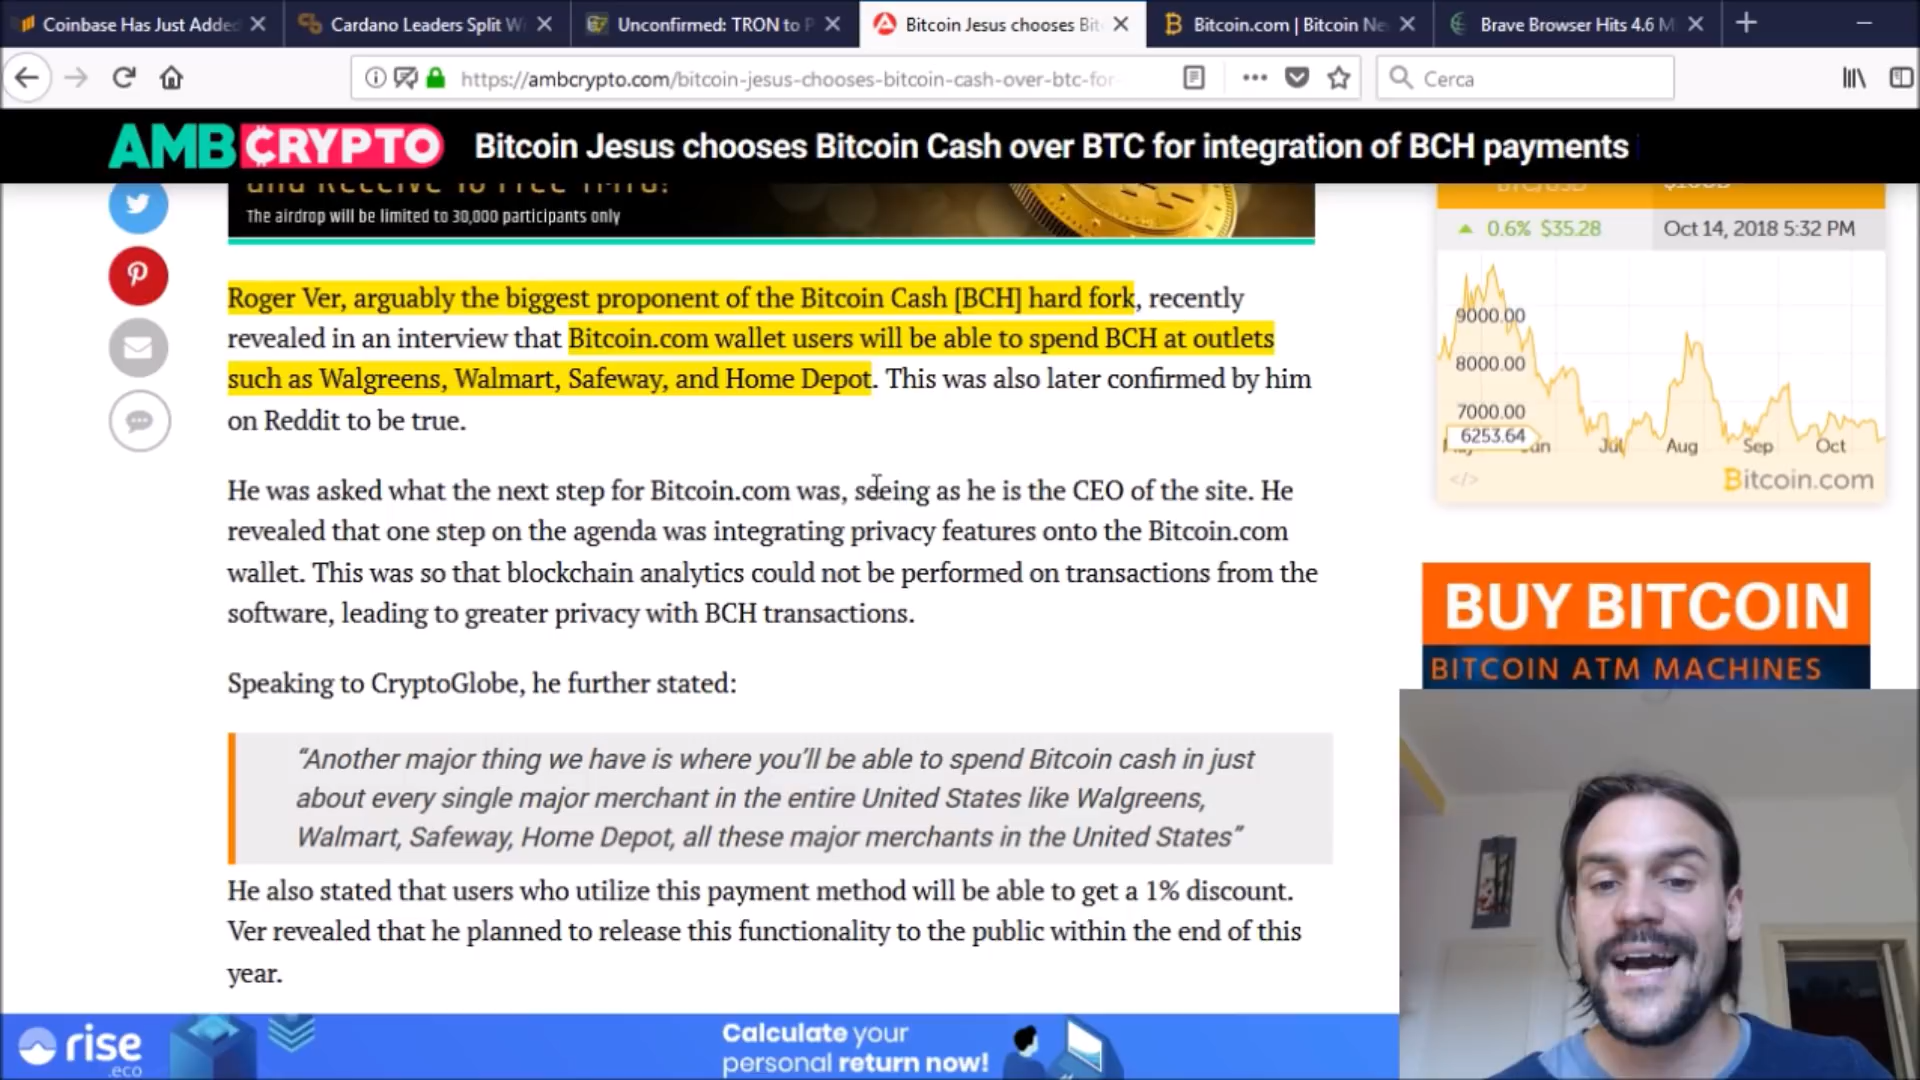 Coinbase Has Just Added
Cardano Leaders Split W
Unconfirmed: TRON to P
Bitcoin Jesus chooses Bit
Bitcoin.com | Bitcoin Ne
Brave Browser Hits 4.6 M
https://ambcrypto.com/bitcoin-jesus-chooses-bitcoin-cash-over-btc-for-
Cerca
AMBCRYPTO
Bitcoin Jesus chooses Bitcoin Cash over BTC for integration of BCH payments
The airdrop will be limited to 30,000 participants only
BTC/USD
0.6% $35.28
Oct 14, 2018 5:32 PM
9000.00
8000.00
7000.00
6253.64
Jul
Aug
Sep
Oct
</>
Bitcoin.com
Roger Ver, arguably the biggest proponent of the Bitcoin Cash [BCH] hard fork, recently
revealed in an interview that Bitcoin.com wallet users will be able to spend BCH at outlets
such as Walgreens, Walmart, Safeway, and Home Depot. This was also later confirmed by him
on Reddit to be true.
He was asked what the next step for Bitcoin.com was, seeing as he is the CEO of the site. He
revealed that one step on the agenda was integrating privacy features onto the Bitcoin.com
wallet. This was so that blockchain analytics could not be performed on transactions from the
software, leading to greater privacy with BCH transactions.
Speaking to CryptoGlobe, he further stated:
“Another major thing we have is where you’ll be able to spend Bitcoin cash in just
about every single major merchant in the entire United States like Walgreens,
Walmart, Safeway, Home Depot, all these major merchants in the United States”
He also stated that users who utilize this payment method will be able to get a 1% discount.
Ver revealed that he planned to release this functionality to the public within the end of this
year.
BUY BITCOIN
BITCOIN ATM MACHINES
rise
.eco
Calculate your
personal return now!